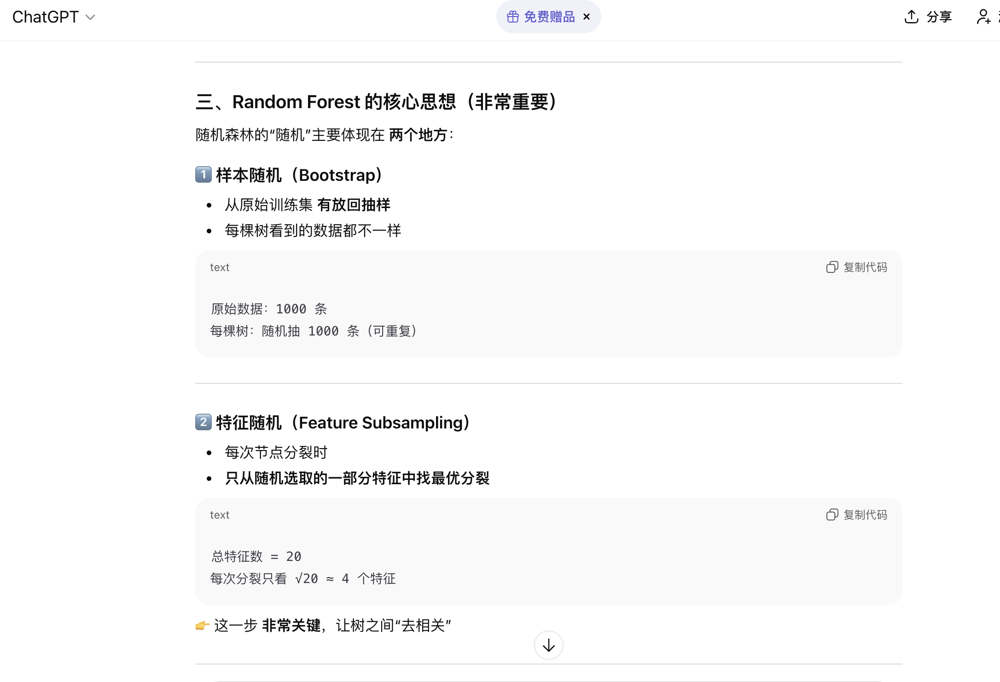 ChatGPT
免费赠品 ×
分享
三、Random Forest 的核心思想（非常重要）
随机森林的“随机”主要体现在 两个地方：
1 样本随机（Bootstrap）
• 从原始训练集 有放回抽样
• 每棵树看到的数据都不一样
text
复制代码
原始数据：1000 条
每棵树：随机抽 1000 条（可重复）
2 特征随机（Feature Subsampling）
• 每次节点分裂时
• 只从随机选取的一部分特征中找最优分裂
text
复制代码
总特征数 = 20
每次分裂只看 √20 ≈ 4 个特征
👉 这一步 非常关键，让树之间“去相关”